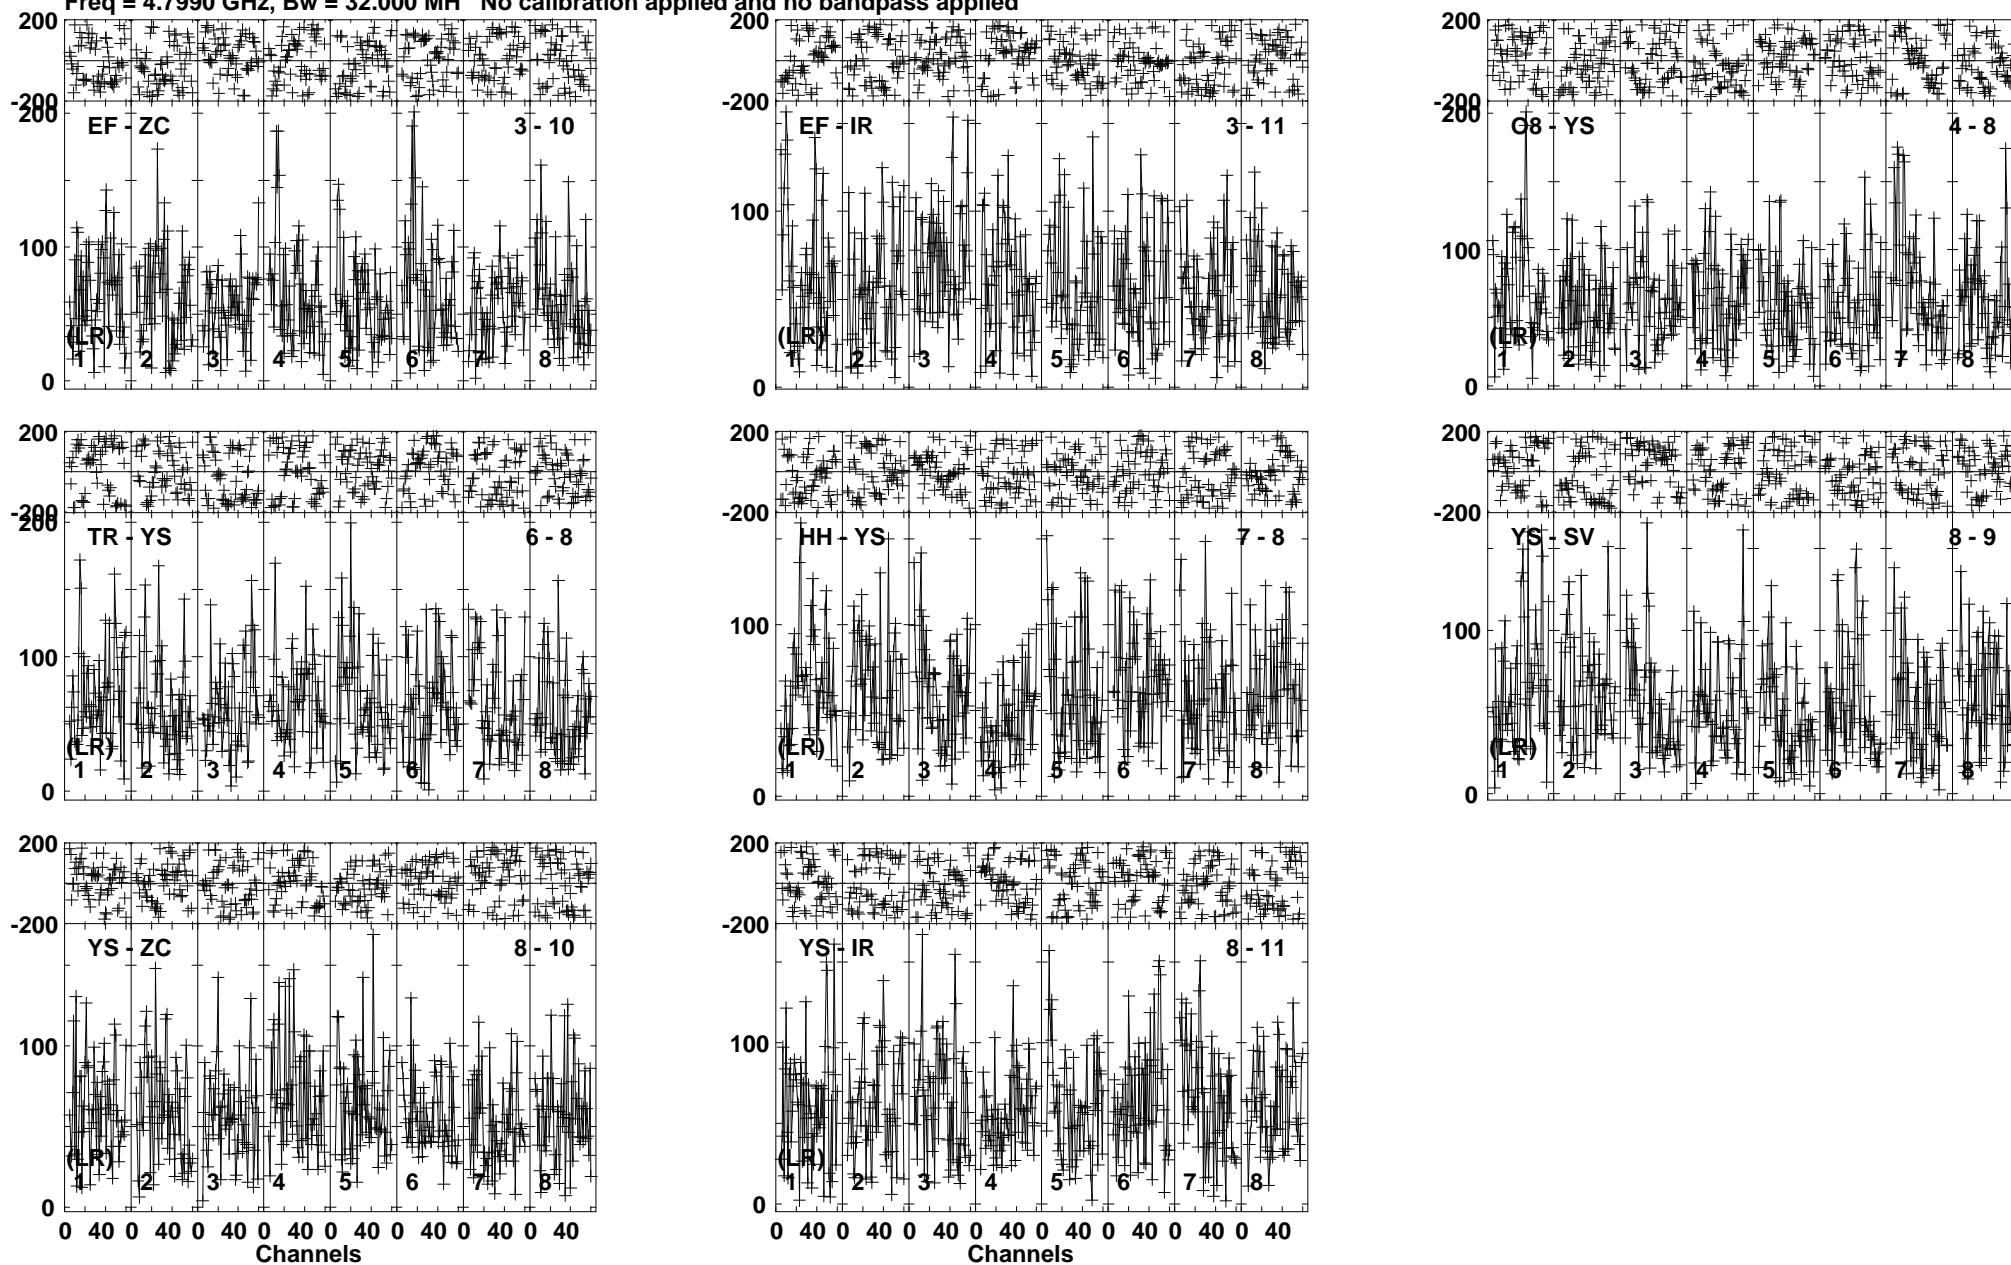 Freq = 4.7990 GHz, Bw = 32.000 MH   No calibration applied and no bandpass applied
200
-200
200
EF - ZC 3 - 10
100
(LR)
1 2 3 4 5 6 7 8
0
-200
200
EF - IR 3 - 11
100
(LR)
1 2 3 4 5 6 7 8
0
200
-200
200
O8 - YS 4 - 8
100
(LR)
1 2 3 4 5 6 7 8
0
200
-200
200
TR - YS 6 - 8
100
(LR)
1 2 3 4 5 6 7 8
0
200
-200
HH - YS 7 - 8
100
(LR)
1 2 3 4 5 6 7 8
0
200
-200
YS - SV 8 - 9
100
(LR)
1 2 3 4 5 6 7 8
0
200
-200
YS - ZC 8 - 10
100
(LR)
1 2 3 4 5 6 7 8
0
0 40 0 40 0 40 0 40 0 40 0 40 0 40 0 40
Channels
200
-200
YS - IR 8 - 11
100
(LR)
1 2 3 4 5 6 7 8
0
0 40 0 40 0 40 0 40 0 40 0 40 0 40 0 40
Channels